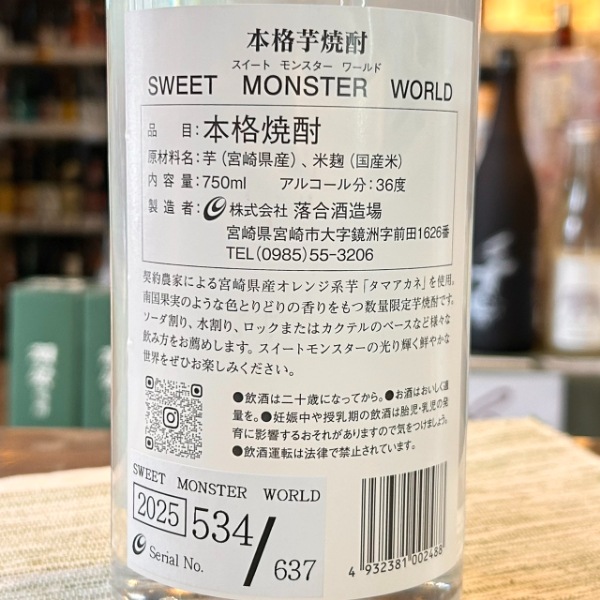 本格芋焼酎
スイート モンスター ワールド
SWEET MONSTER WORLD
品 目：本格焼酎
原材料名：芋（宮崎県産）、米麹（国産米）
内 容 量：750ml アルコール分：36度
製 造 者：株式会社 落合酒造場
宮崎県宮崎市大字鏡洲字前田1626番
TEL（0985）55-3206
契約農家による宮崎県産オレンジ系芋「タマアカネ」を使用。
南国果実のような色とりどりの香りをもつ数量限定芋焼酎です。
ソーダ割り、水割り、ロックまたはカクテルのベースなど様々な
飲み方をお薦めします。スイートモンスターの光り輝く鮮やかな
世界をぜひお楽しみください。
●飲酒は二十歳になってから。●お酒はおいしく適
量を。●妊娠中や授乳期の飲酒は胎児・乳児の発
育に影響するおそれがありますので気をつけましょう。
●飲酒運転は法律で禁止されています。
SWEET MONSTER WORLD
2025 534/637
Serial No.
4 932381 002488